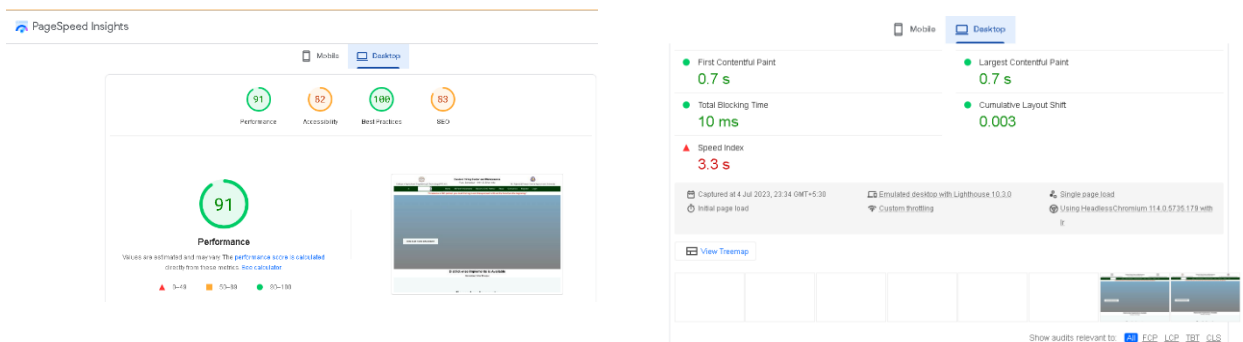 PageSpeed Insights
Mobile
Desktop
91
82
100
83
Performance
Accessibility
Best Practices
SEO
91
Performance
Values are estimated and may vary. The performance score is calculated
directly from these metrics. See calculator.
0–49
50–89
90–100
Mobile
Desktop
First Contentful Paint
0.7 s
Largest Contentful Paint
0.7 s
Total Blocking Time
10 ms
Cumulative Layout Shift
0.003
Speed Index
3.3 s
Captured at 4 Jul 2023, 23:34 GMT+5:30
Emulated desktop with Lighthouse 10.3.0
Single page load
Initial page load
Custom throttling
Using HeadlessChromium 114.0.5735.179 with
lr
View Treemap
Show audits relevant to:
All
FCP
LCP
TBT
CLS